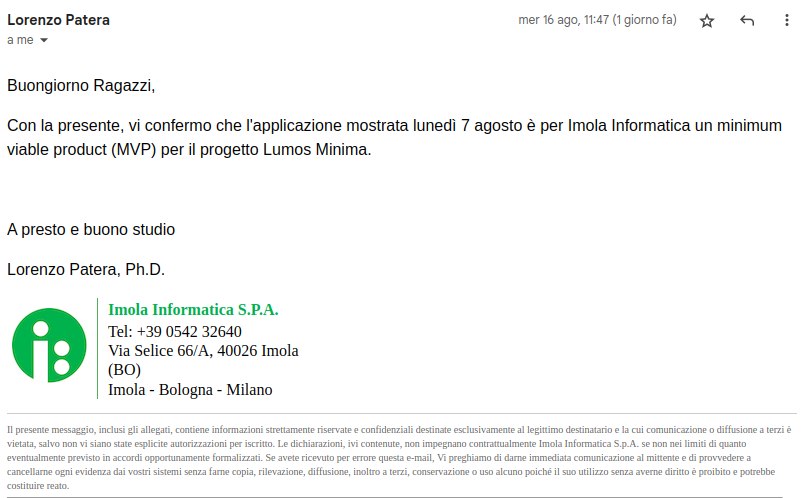 Lorenzo Patera
mer 16 ago, 11:47 (1 giorno fa)
a me
Buongiorno Ragazzi,
Con la presente, vi confermo che l'applicazione mostrata lunedì 7 agosto è per Imola Informatica un minimum
viable product (MVP) per il progetto Lumos Minima.
A presto e buono studio
Lorenzo Patera, Ph.D.
Imola Informatica S.P.A.
Tel: +39 0542 32640
Via Selice 66/A, 40026 Imola
(BO)
Imola - Bologna - Milano
Il presente messaggio, inclusi gli allegati, contiene informazioni strettamente riservate e confidenziali destinate esclusivamente al legittimo destinatario e la cui comunicazione o diffusione a terzi è
vietata, salvo non vi siano state esplicite autorizzazioni per iscritto. Le dichiarazioni, ivi contenute, non impegnano contrattualmente Imola Informatica S.p.A. se non nei limiti di quanto
eventualmente previsto in accordi opportunamente formalizzati. Se avete ricevuto per errore questa e-mail, Vi preghiamo di darne immediata comunicazione al mittente e di provvedere a
cancellarne ogni evidenza dai vostri sistemi senza farne copia, rilevazione, diffusione, inoltro a terzi, conservazione o uso alcuno poiché il suo utilizzo senza averne diritto è proibito e potrebbe
costituire reato.